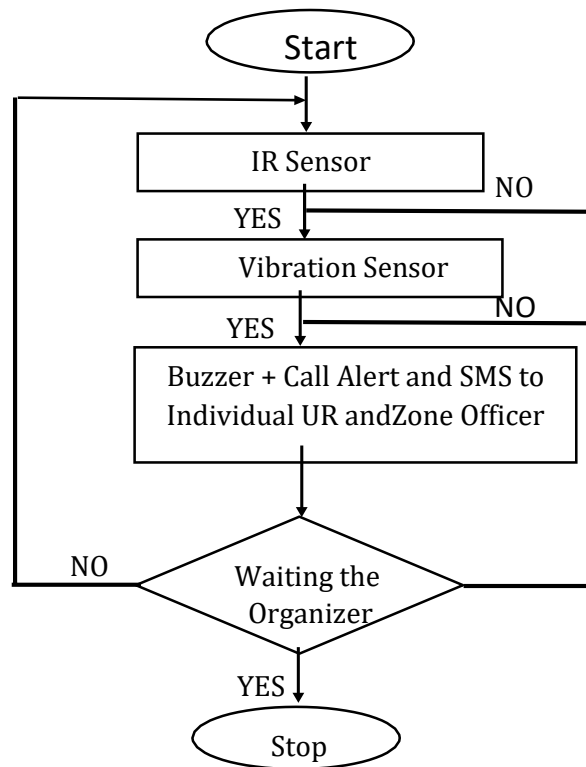 Start
IR Sensor
NO
YES
Vibration Sensor
NO
YES
Buzzer + Call Alert and SMS to
Individual UR andZone Officer
NO
Waiting the
Organizer
YES
Stop